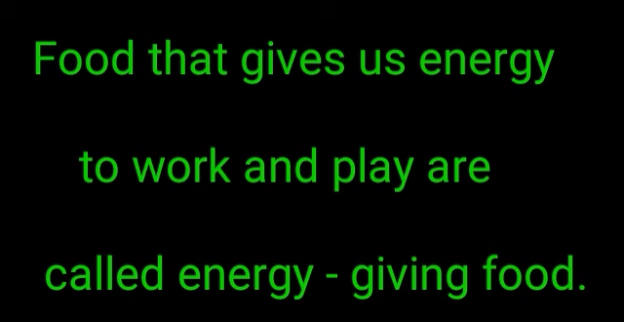 Food that gives us energy
to work and play are
called energy - giving food.